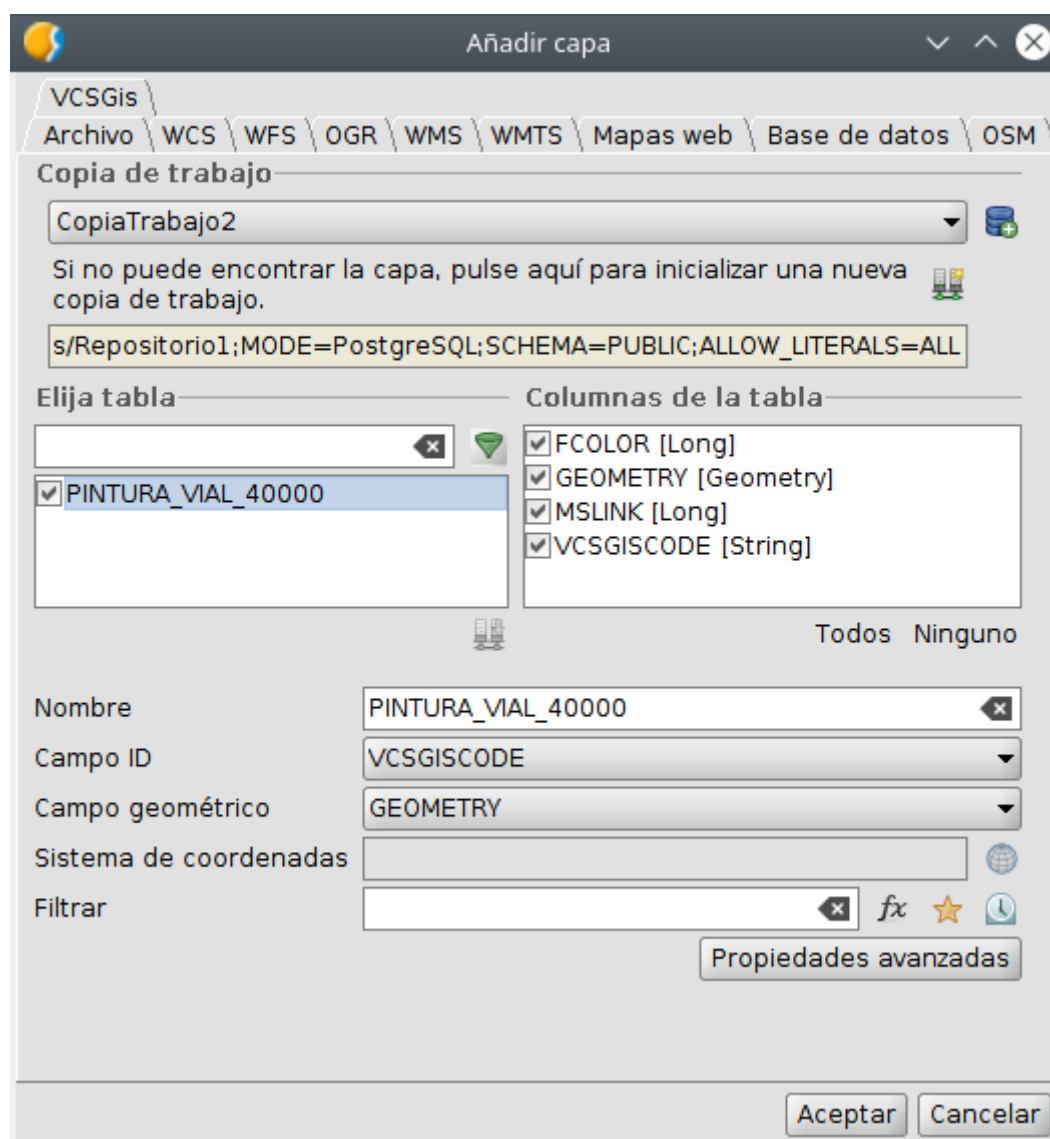 Añadir capa
VCSGis
Archivo WCS WFS OGR WMS WMTS Mapas web Base de datos OSM
Copia de trabajo
CopiaTrabajo2
Si no puede encontrar la capa, pulse aquí para inicializar una nueva
copia de trabajo.
s/Repositorio1;MODE=PostgreSQL;SCHEMA=PUBLIC;ALLOW_LITERALS=ALL
Elija tabla
Columnas de la tabla
PINTURA_VIAL_40000
FCOLOR [Long]
GEOMETRY [Geometry]
MSLINK [Long]
VCSGISCODE [String]
Todos Ninguno
Nombre PINTURA_VIAL_40000
Campo ID VCSGISCODE
Campo geométrico GEOMETRY
Sistema de coordenadas
Filtrar fx
Propiedades avanzadas
Aceptar Cancelar